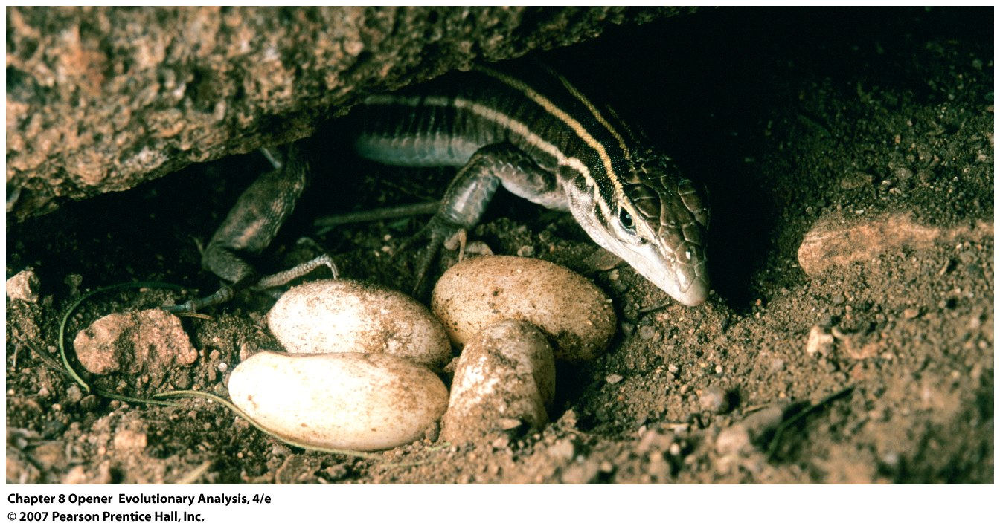 Chapter 8 Opener  Evolutionary Analysis, 4/e
© 2007 Pearson Prentice Hall, Inc.